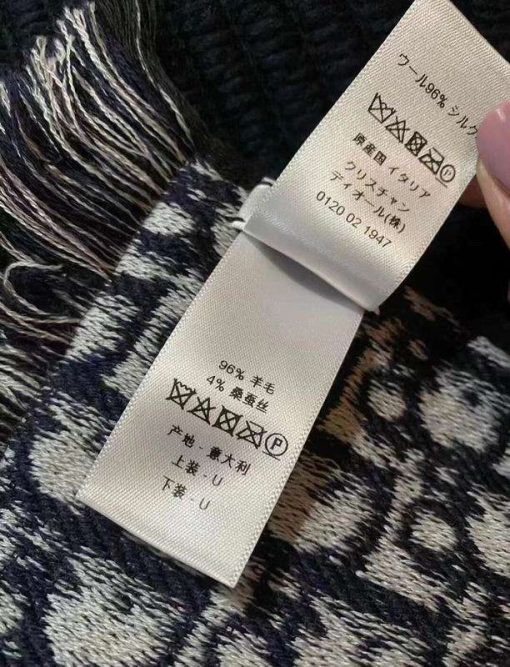 ウール96% シルク
原産国 イタリア
クリスチャン
ディオール(株)
0120 02 1947
96% 羊毛
4% 桑蚕丝
P
产地 - 意大利
上装 - U
下装 - U